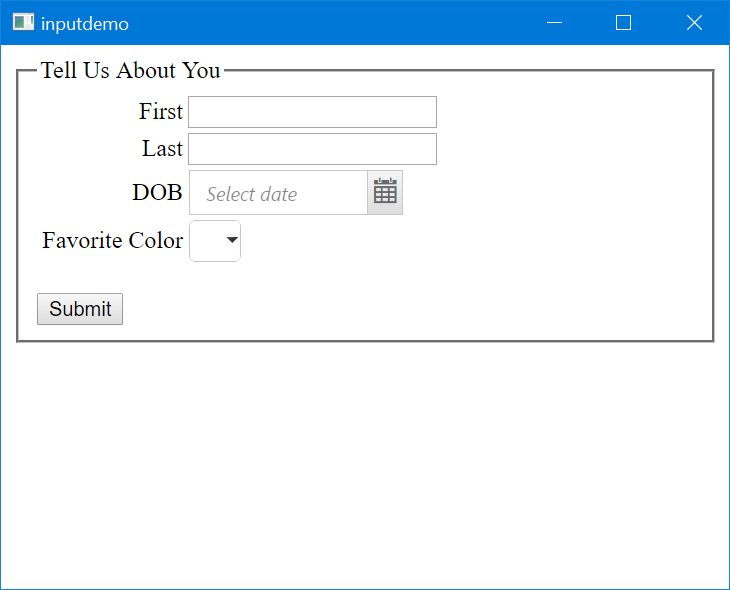 inputdemo
Tell Us About You
First
Last
DOB Select date
Favorite Color
Submit